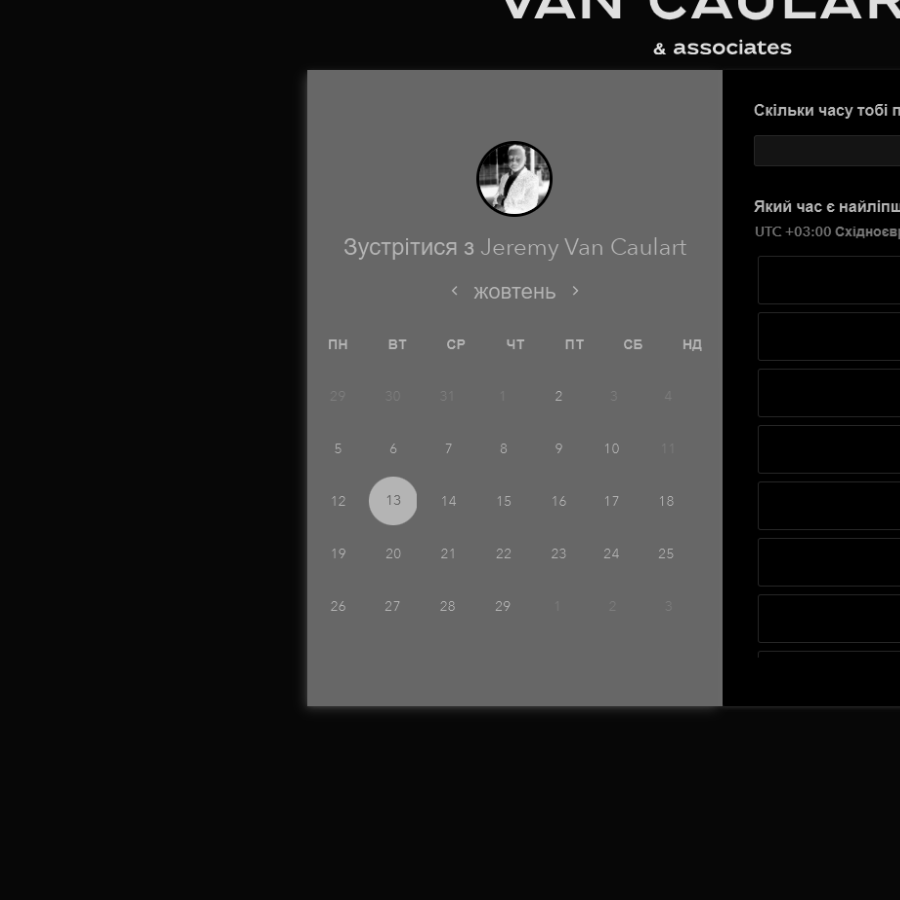 VAN CAULAR
& associates
Зустрітися з Jeremy Van Caulart
< жовтень >
ПН ВТ СР ЧТ ПТ СБ НД
29 30 31 1 2 3 4
5 6 7 8 9 10 11
12 13 14 15 16 17 18
19 20 21 22 23 24 25
26 27 28 29 1 2 3
Скільки часу тобі п
Який час є найліпш
UTC +03:00 Східноєвр